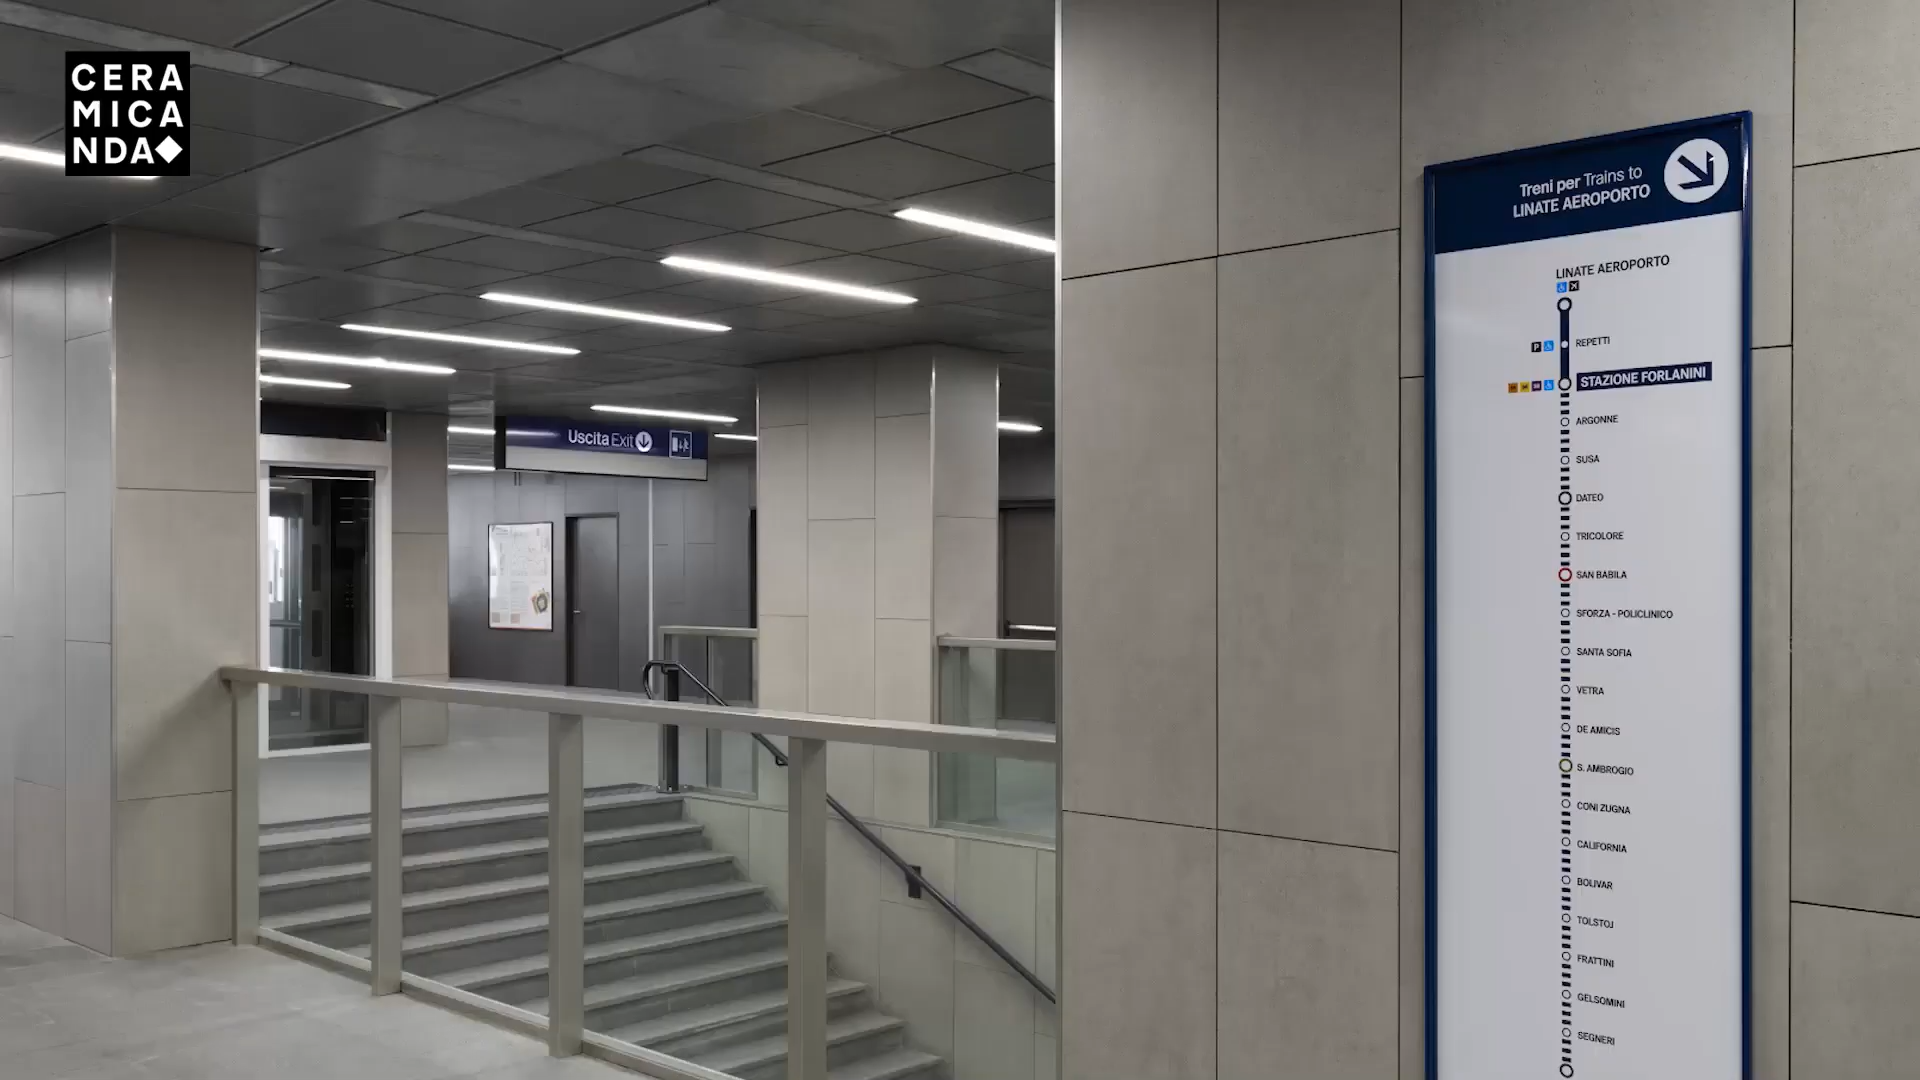 CERA
MICA
NDA
Uscita Exit
Treni per Trains to
LINATE AEROPORTO
LINATE AEROPORTO
P
REPETTI
STAZIONE FORLANINI
ARGONNE
SUSA
DATEO
TRICOLORE
SAN BABILA
SFORZA - POLICLINICO
SANTA SOFIA
VETRA
DE AMICIS
S. AMBROGIO
CONI ZUGNA
CALIFORNIA
BOLIVAR
TOLSTOJ
FRATTINI
GELSOMINI
SEGNERI